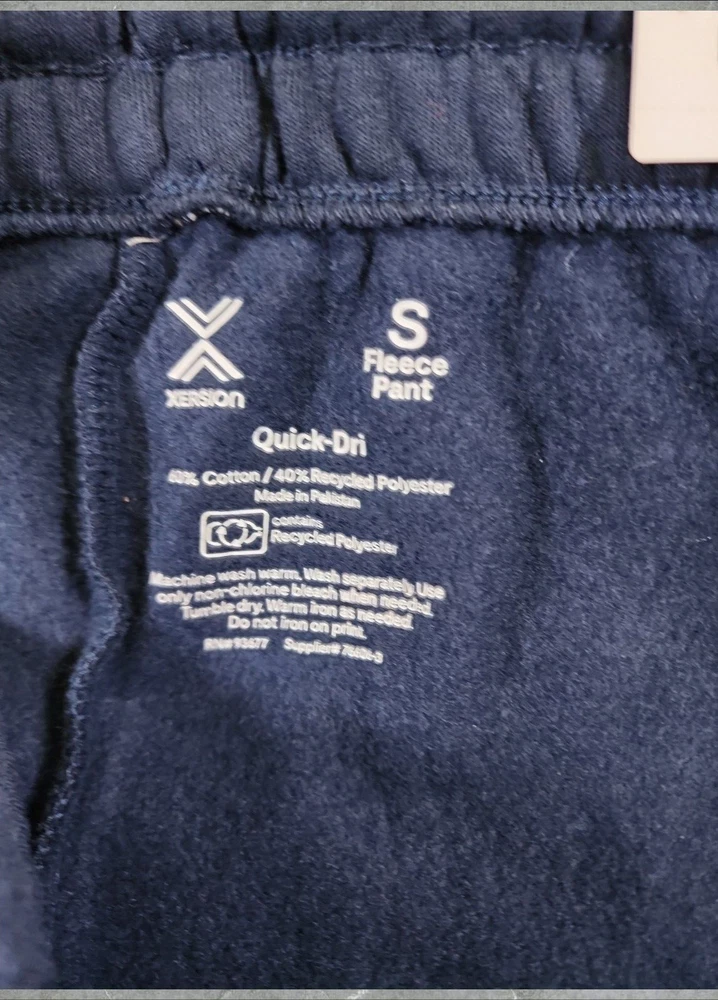 XERSION
S
Fleece
Pant
Quick-Dri
60% Cotton / 40% Recycled Polyester
Made in Pakistan
contains
Recycled Polyester
Machine wash warm. Wash separately. Use
only non-chlorine bleach when needed.
Tumble dry. Warm iron as needed.
Do not iron on print.
RN# 93677 Supplier#